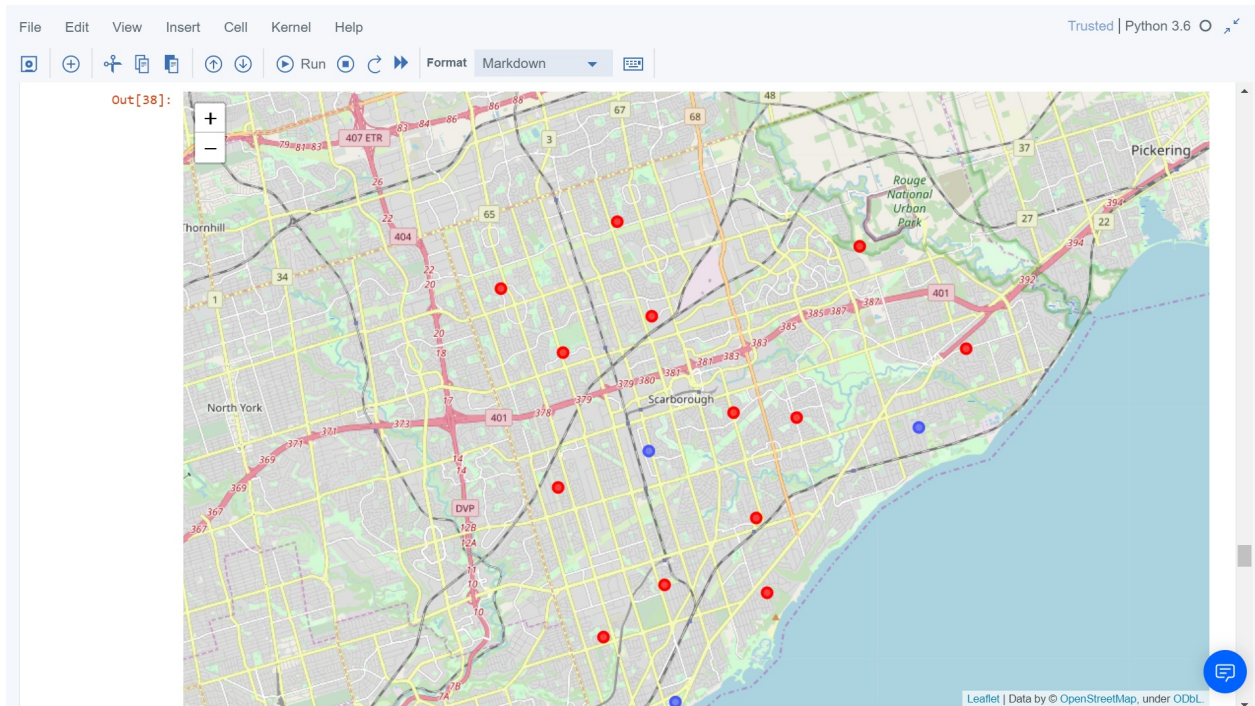 File Edit View Insert Cell Kernel Help
Trusted | Python 3.6
Run
Format Markdown
Out[38]:
+
−
86 88
67
68
48
83 84 86
407 ETR
79-81-83
3
37
Pickering
26
Rouge
National
Urban
Park
394
22
65
27
22
Thornhill
404
394
22
20
34
392
401
1
387
385 387
385
20
18
383
383
381
381
379 380
379
Scarborough
17
North York
401
378
373
371
371
369
14
14
369
DVP
367
367
12B
12A
11
10
10
7B
7A
Leaflet | Data by © OpenStreetMap, under ODbL.